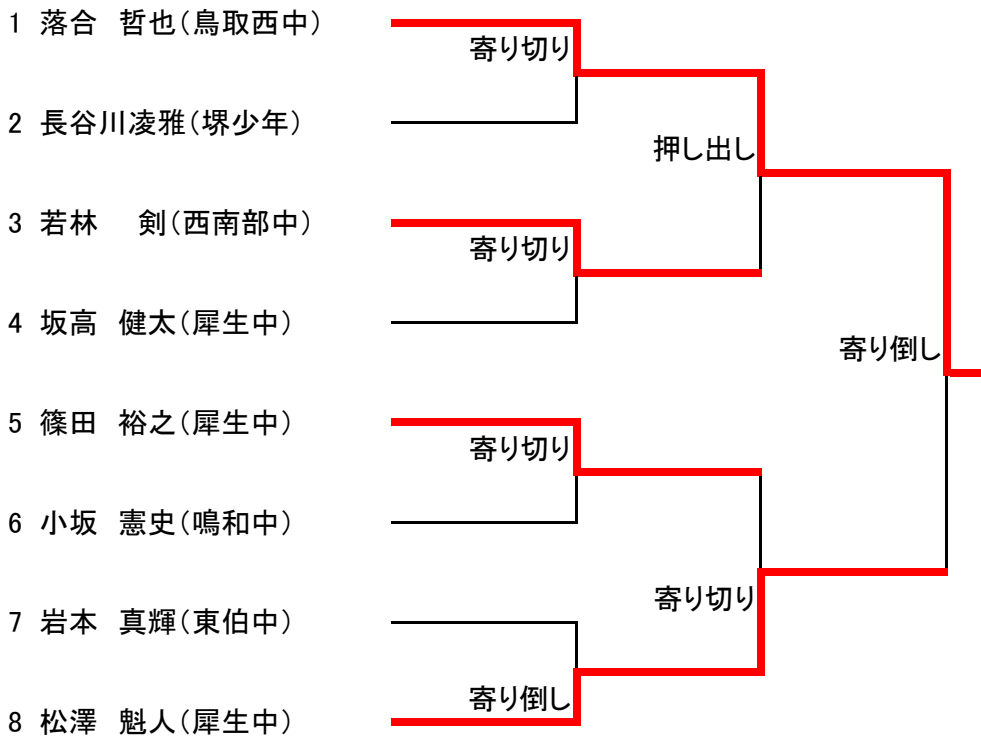 1 落合 哲也(鳥取西中)
寄り切り
2 長谷川凌雅(堺少年)
押し出し
3 若林 剣(西南部中)
寄り切り
4 坂高 健太(犀生中)
寄り倒し
5 篠田 裕之(犀生中)
寄り切り
6 小坂 憲史(鳴和中)
7 岩本 真輝(東伯中)
寄り切り
寄り倒し
8 松澤 魁人(犀生中)